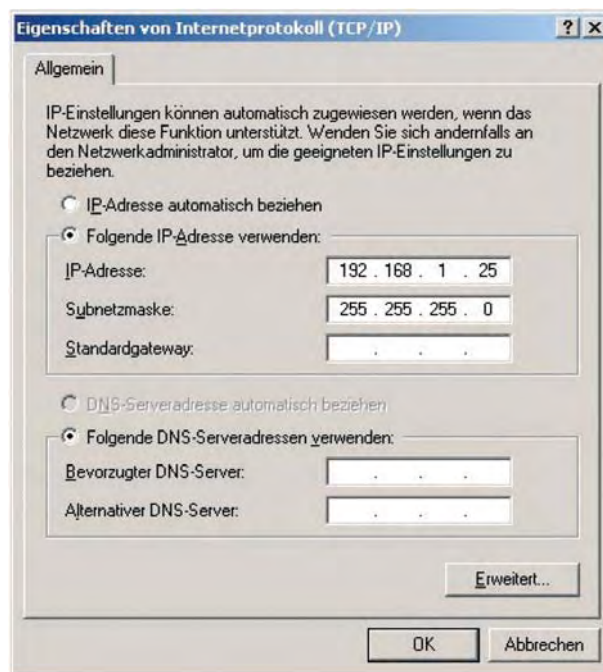 Eigenschaften von Internetprotokoll (TCP/IP)
Allgemein
IP-Einstellungen können automatisch zugewiesen werden, wenn das
Netzwerk diese Funktion unterstützt. Wenden Sie sich andernfalls an
den Netzwerkadministrator, um die geeigneten IP-Einstellungen zu
beziehen.
IP-Adresse automatisch beziehen
Folgende IP-Adresse verwenden:
IP-Adresse: 192 . 168 . 1 . 25
Subnetzmaske: 255 . 255 . 255 . 0
Standardgateway: . . .
DNS-Serveradresse automatisch beziehen
Folgende DNS-Serveradressen verwenden:
Bevorzugter DNS-Server: . . .
Alternativer DNS-Server: . . .
Erweitert...
OK Abbrechen